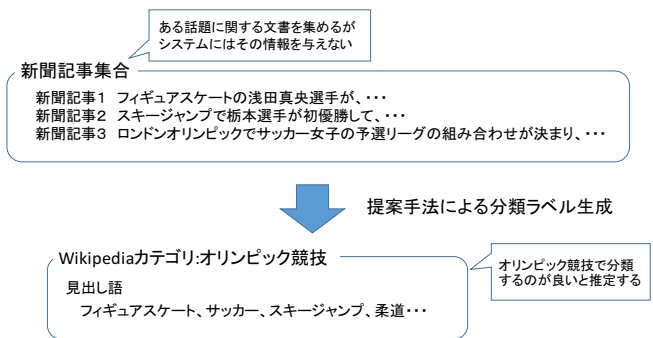 ある話題に関する文書を集めるが
システムにはその情報を与えない
新聞記事集合
新聞記事1 フィギュアスケートの浅田真央選手が、・・・
新聞記事2 スキージャンプで栃本選手が初優勝して、・・・
新聞記事3 ロンドンオリンピックでサッカー女子の予選リーグの組み合わせが決まり、・・・
提案手法による分類ラベル生成
Wikipediaカテゴリ:オリンピック競技
オリンピック競技で分類
するのが良いと推定する
見出し語
フィギュアスケート、サッカー、スキージャンプ、柔道・・・